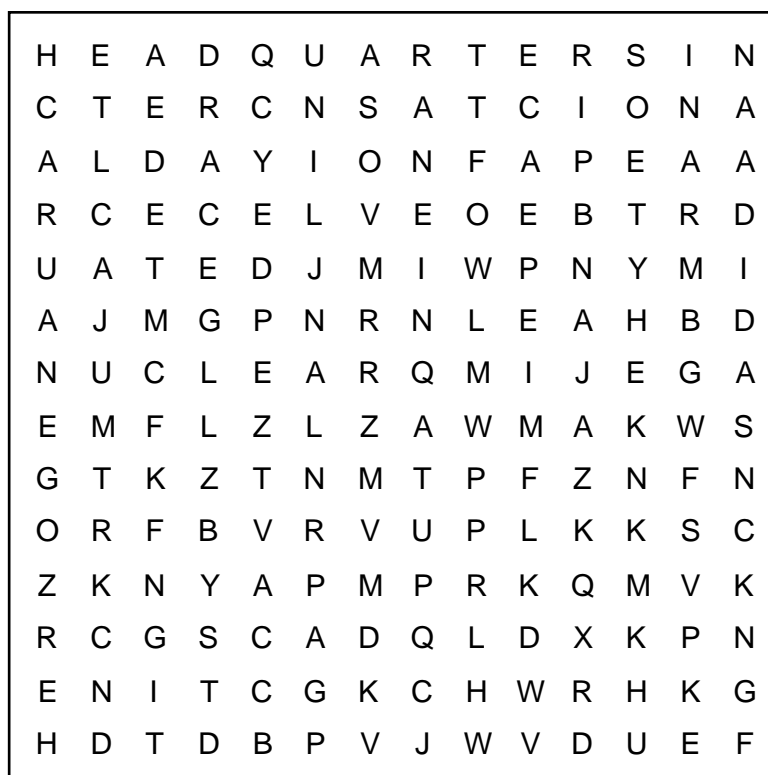 H E A D Q U A R T E R S I N
C T E R C N S A T C I O N A
A L D A Y I O N F A P E A A
R C E C E L V E O E B T R D
U A T E D J M I W P N Y M I
A J M G P N R N L E A H B D
N U C L E A R Q M I J E G A
E M F L Z L Z A W M A K W S
G T K Z T N M T P F Z N F N
O R F B V R V U P L K K S C
Z K N Y A P M P R K Q M V K
R C G S C A D Q L D X K P N
E N I T C G K C H W R H K G
H D T D B P V J W V D U E F